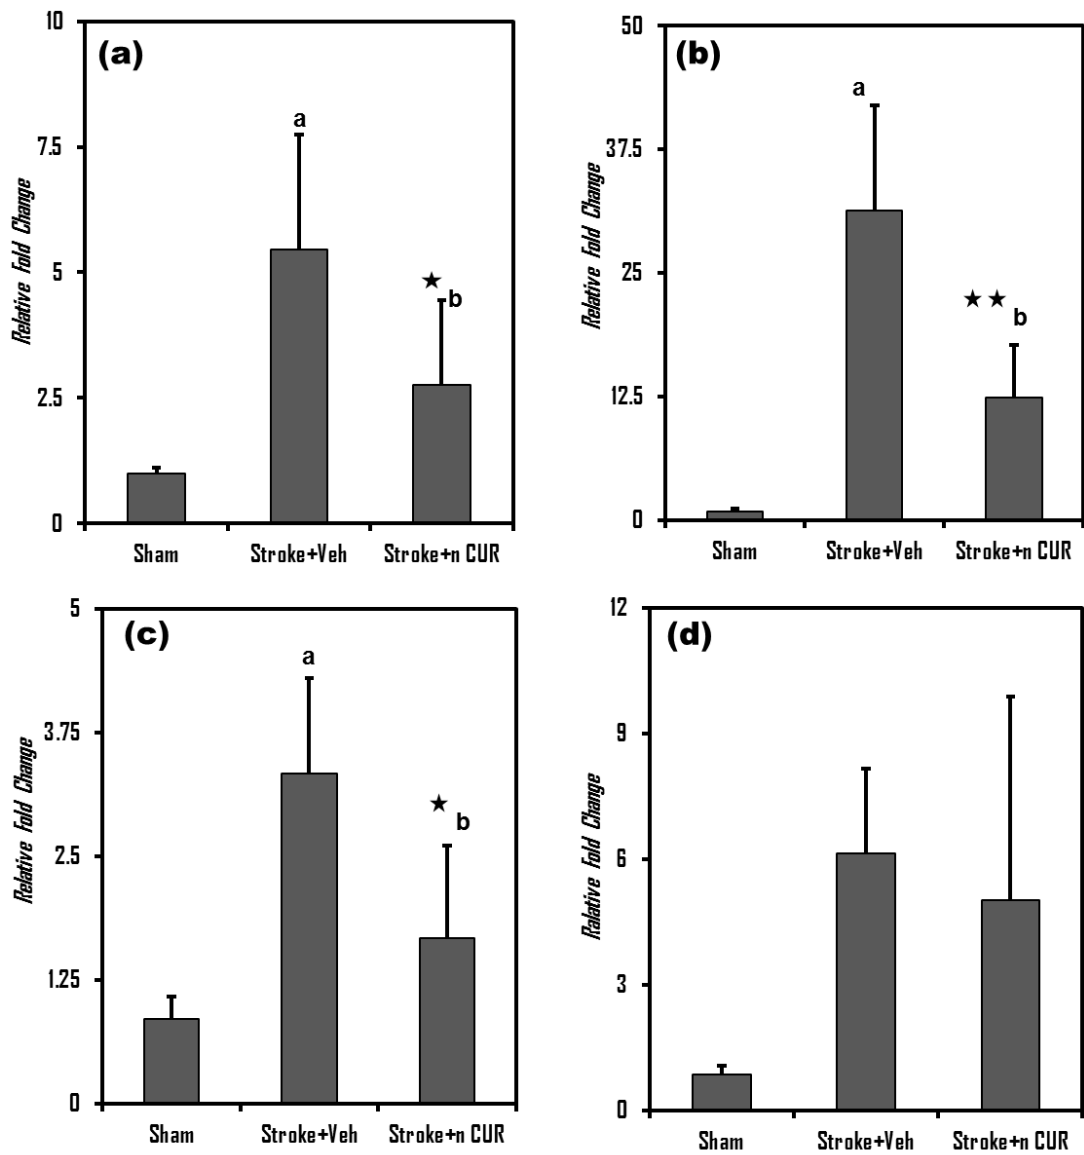 (a)
Relative Fold Change
10
7.5
5
2.5
0
a
★
b
Sham
Stroke+Veh
Stroke+n CUR
(b)
Relative Fold Change
50
37.5
25
12.5
0
a
★★
b
Sham
Stroke+Veh
Stroke+n CUR
(c)
Relative Fold Change
5
3.75
2.5
1.25
0
a
★
b
Sham
Stroke+Veh
Stroke+n CUR
(d)
Ralative Fold Change
12
9
6
3
0
Sham
Stroke+Veh
Stroke+n CUR